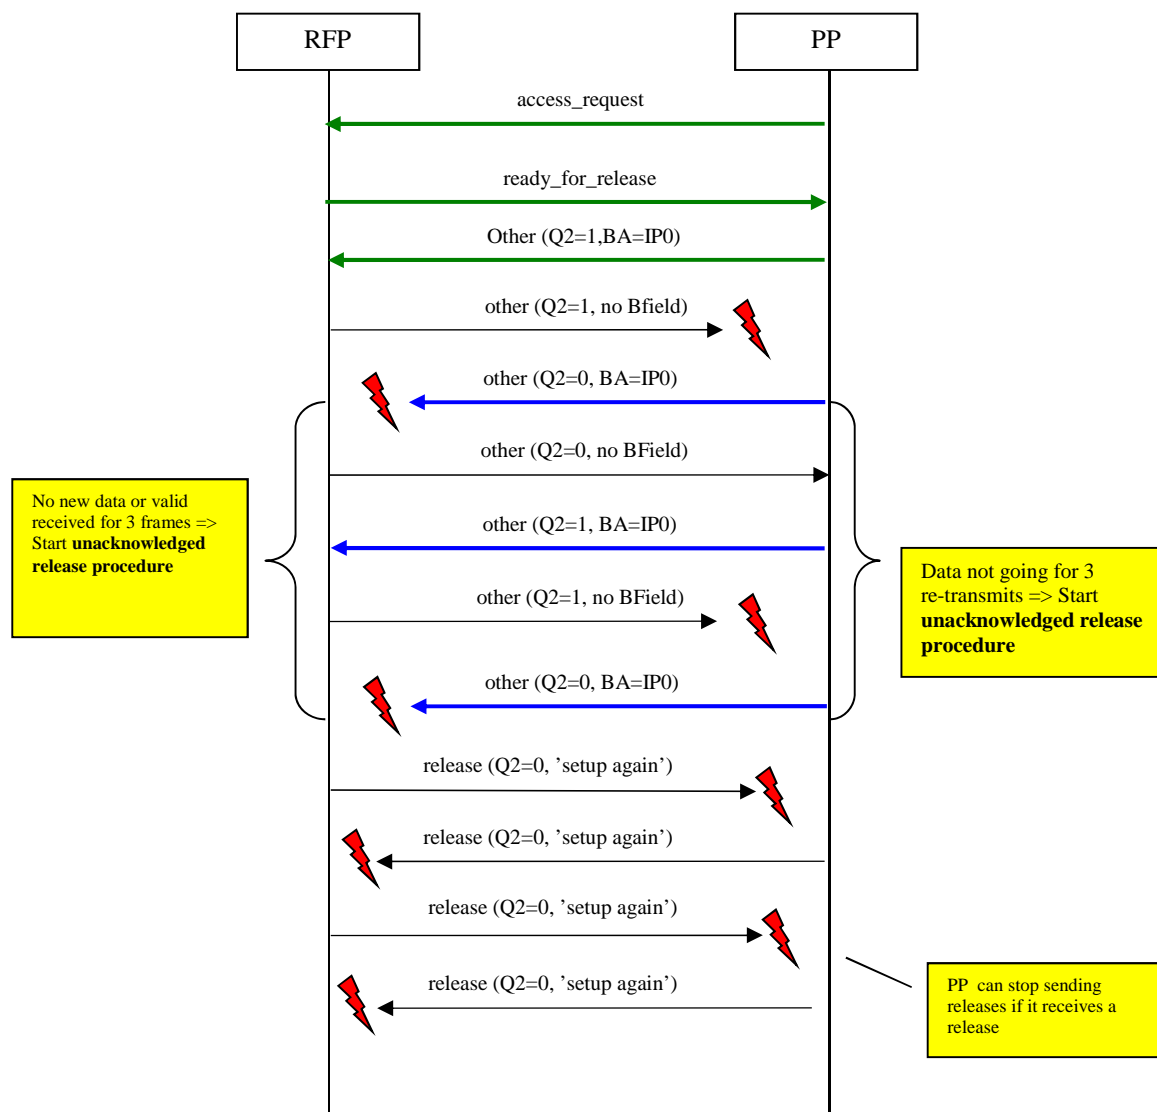 RFP
PP
access_request
ready_for_release
Other (Q2=1,BA=IP0)
other (Q2=1, no Bfield)
other (Q2=0, BA=IP0)
other (Q2=0, no BField)
No new data or valid
received for 3 frames =>
Start unacknowledged
release procedure
other (Q2=1, BA=IP0)
Data not going for 3
re-transmits => Start
unacknowledged release
procedure
other (Q2=1, no BField)
other (Q2=0, BA=IP0)
release (Q2=0, ’setup again’)
release (Q2=0, ’setup again’)
release (Q2=0, ‘setup again’)
release (Q2=0, ’setup again’)
PP can stop sending
releases if it receives a
release